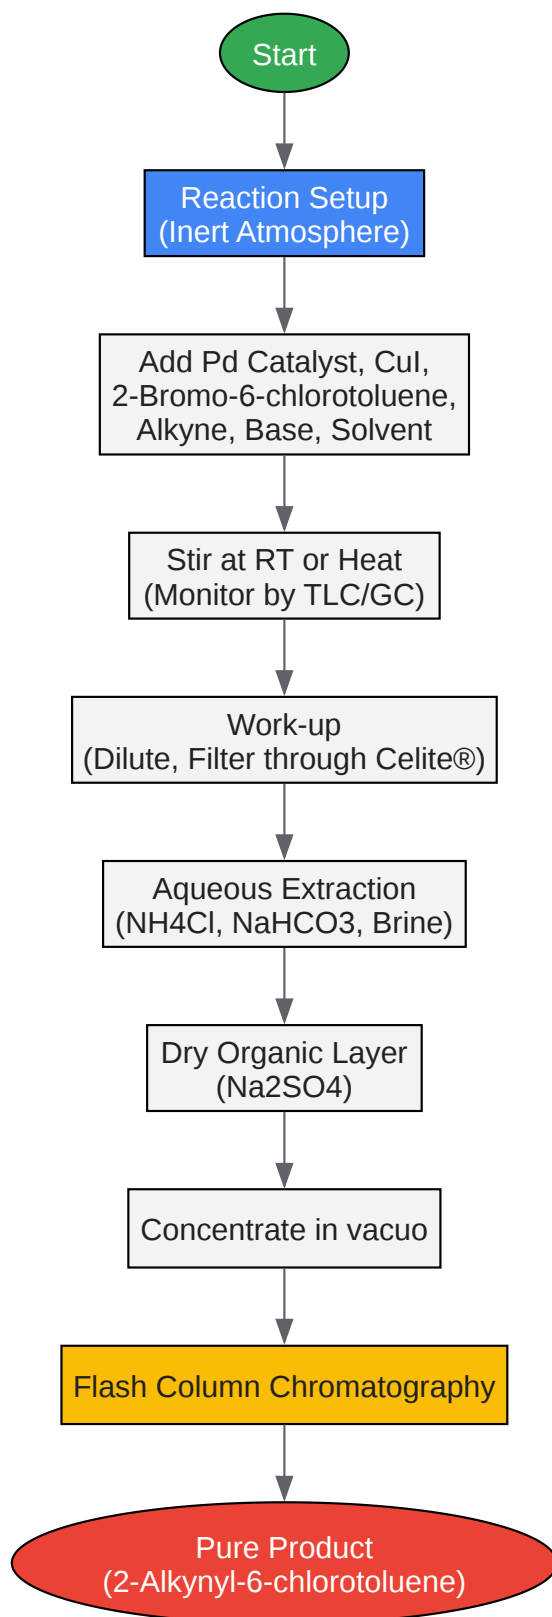 Start
Reaction Setup
(Inert Atmosphere)
Add Pd Catalyst, CuI,
2-Bromo-6-chlorotoluene,
Alkyne, Base, Solvent
Stir at RT or Heat
(Monitor by TLC/GC)
Work-up
(Dilute, Filter through Celite®)
Aqueous Extraction
(NH4Cl, NaHCO3, Brine)
Dry Organic Layer
(Na2SO4)
Concentrate in vacuo
Flash Column Chromatography
Pure Product
(2-Alkynyl-6-chlorotoluene)